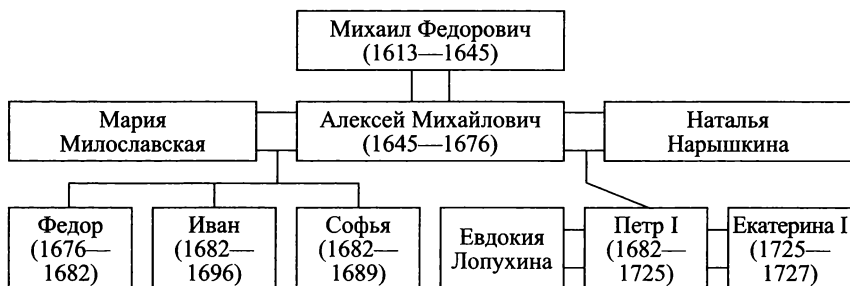 Михаил Федорович
(1613—1645)
Мария
Милославская
Алексей Михайлович
(1645—1676)
Наталья
Нарышкина
Федор
(1676—
1682)
Иван
(1682—
1696)
Софья
(1682—
1689)
Евдокия
Лопухина
Петр I
(1682—
1725)
Екатерина I
(1725—
1727)